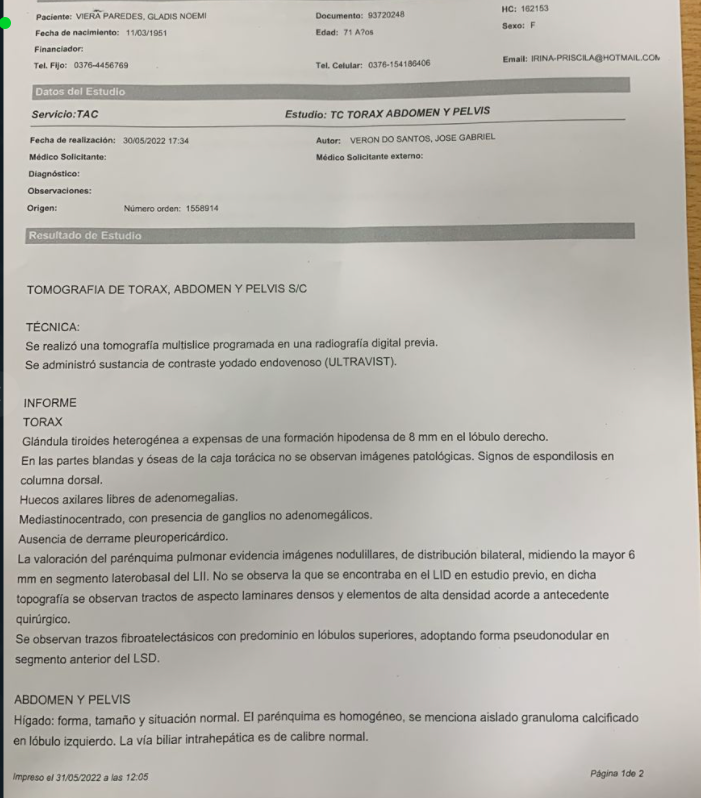 HC: 162153
Paciente: VIERA PAREDES, GLADIS NOEMI Documento: 93720248
Sexo: F
Fecha de nacimiento: 11/03/1951 Edad: 71 A?os
Financiador:
Tel. Fijo: 0376-4456769 Tel. Celular: 0376-154186406 Email: IRINA-PRISCILA@HOTMAIL.COM
Datos del Estudio
Servicio:TAC Estudio: TC TORAX ABDOMEN Y PELVIS
Fecha de realización: 30/05/2022 17:34 Autor: VERON DO SANTOS, JOSE GABRIEL
Médico Solicitante: Médico Solicitante externo:
Diagnóstico:
Observaciones:
Origen: Número orden: 1558914
Resultado de Estudio
TOMOGRAFIA DE TORAX, ABDOMEN Y PELVIS S/C
TÉCNICA:
Se realizó una tomografía multislice programada en una radiografía digital previa.
Se administró sustancia de contraste yodado endovenoso (ULTRAVIST).
INFORME
TORAX
Glándula tiroides heterogénea a expensas de una formación hipodensa de 8 mm en el lóbulo derecho.
En las partes blandas y óseas de la caja torácica no se observan imágenes patológicas. Signos de espondilosis en
columna dorsal.
Huecos axilares libres de adenomegalias.
Mediastinocentrado, con presencia de ganglios no adenomegálicos.
Ausencia de derrame pleuropericárdico.
La valoración del parénquima pulmonar evidencia imágenes nodulillares, de distribución bilateral, midiendo la mayor 6
mm en segmento laterobasal del LII. No se observa la que se encontraba en el LID en estudio previo, en dicha
topografía se observan tractos de aspecto laminares densos y elementos de alta densidad acorde a antecedente
quirúrgico.
Se observan trazos fibroatelectásicos con predominio en lóbulos superiores, adoptando forma pseudonodular en
segmento anterior del LSD.
ABDOMEN Y PELVIS
Hígado: forma, tamaño y situación normal. El parénquima es homogéneo, se menciona aislado granuloma calcificado
en lóbulo izquierdo. La vía biliar intrahepática es de calibre normal.
Impreso el 31/05/2022 a las 12:05 Página 1de 2